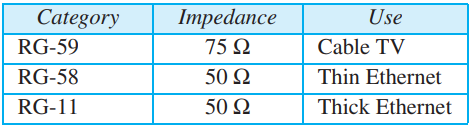 Category Impedance Use
RG-59 75 Ω Cable TV
RG-58 50 Ω Thin Ethernet
RG-11 50 Ω Thick Ethernet